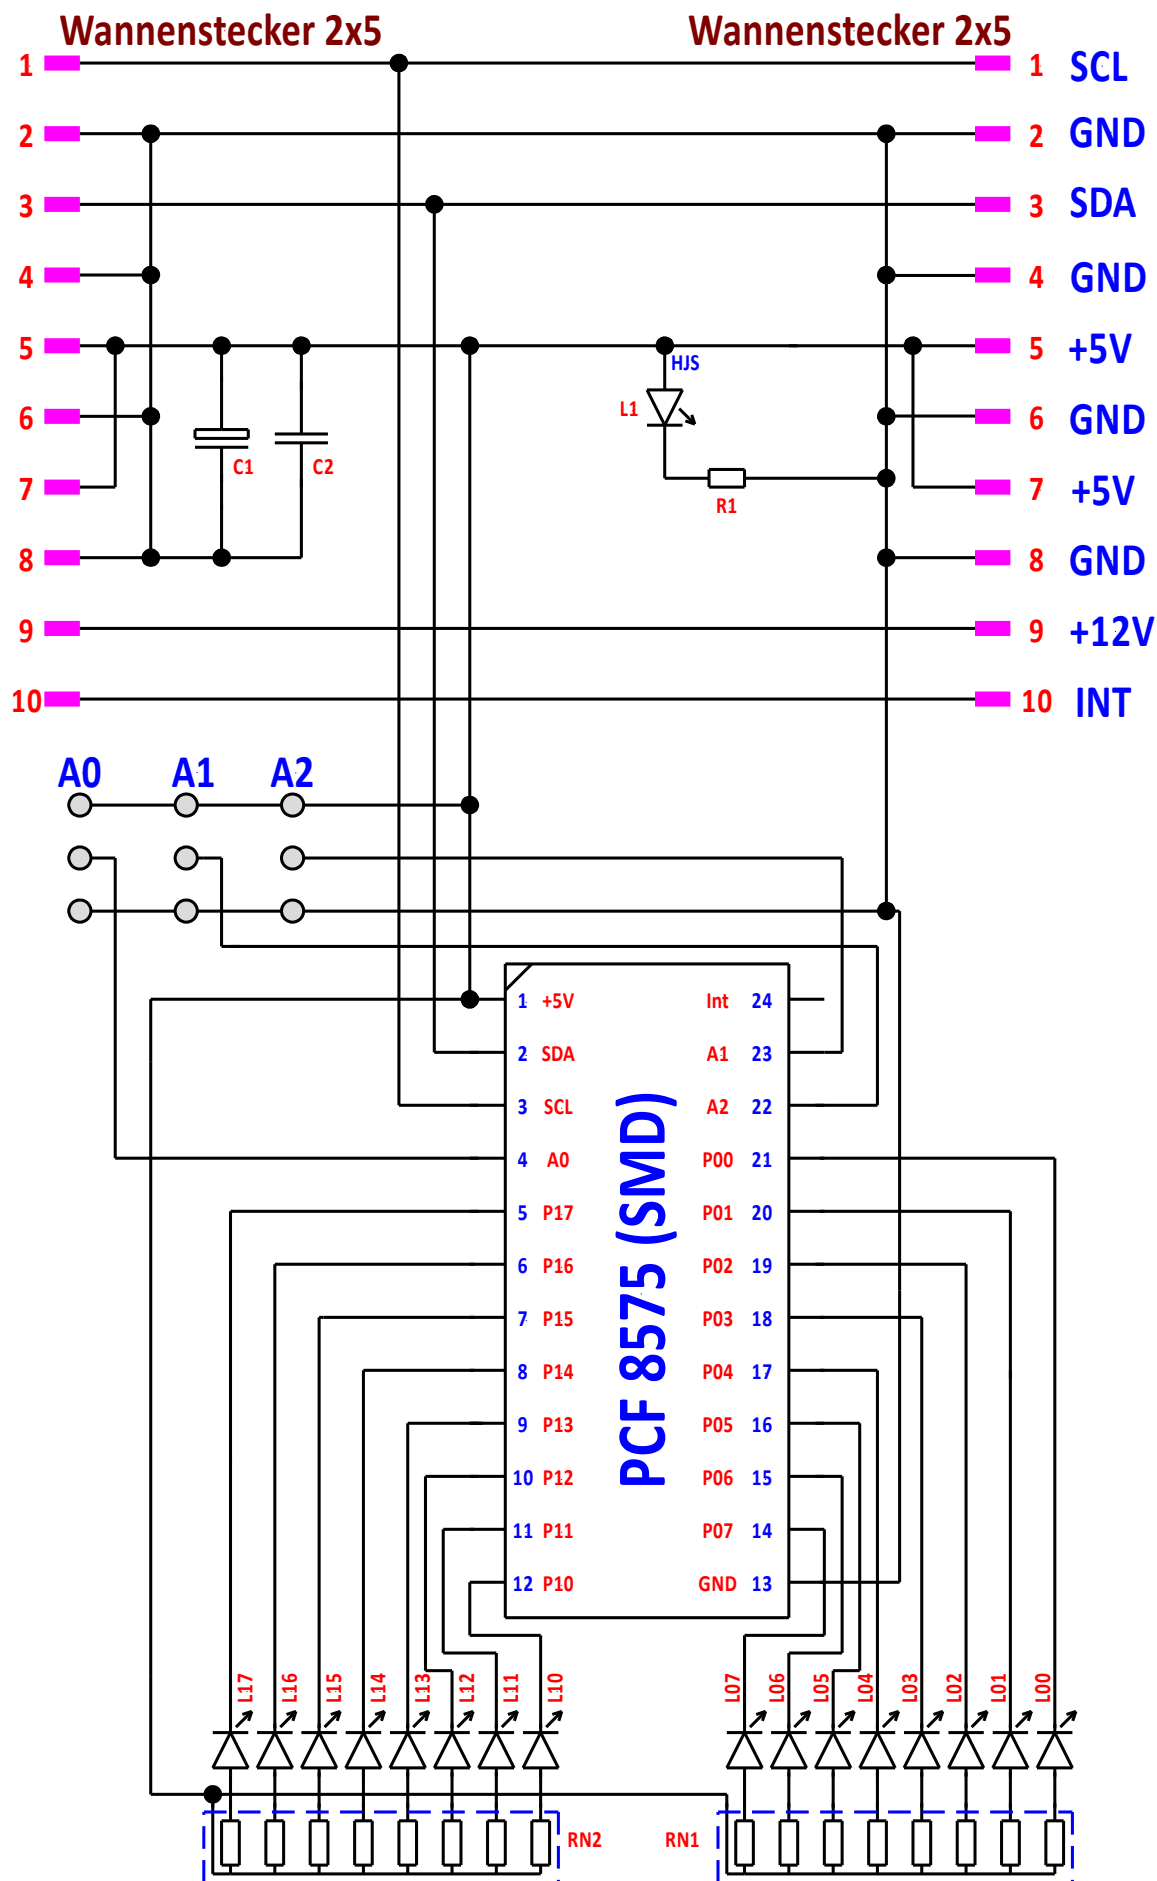 Wannenstecker 2x5 Wannenstecker 2x5
1 1 SCL
2 2 GND
3 3 SDA
4 4 GND
5 5 +5V
HJS
L1
6 6 GND
C1 C2
7 7 +5V
R1
8 8 GND
9 9 +12V
10 10 INT
A0 A1 A2
1 +5V Int 24
2 SDA A1 23
3 SCL A2 22
4 A0 P00 21
5 P17 P01 20
6 P16 P02 19
7 P15 P03 18
8 P14 P04 17
9 P13 P05 16
10 P12 P06 15
11 P11 P07 14
12 P10 GND 13
PCF 8575 (SMD)
L17 L16 L15 L14 L13 L12 L11 L10 L07 L06 L05 L04 L03 L02 L01 L00
RN2 RN1